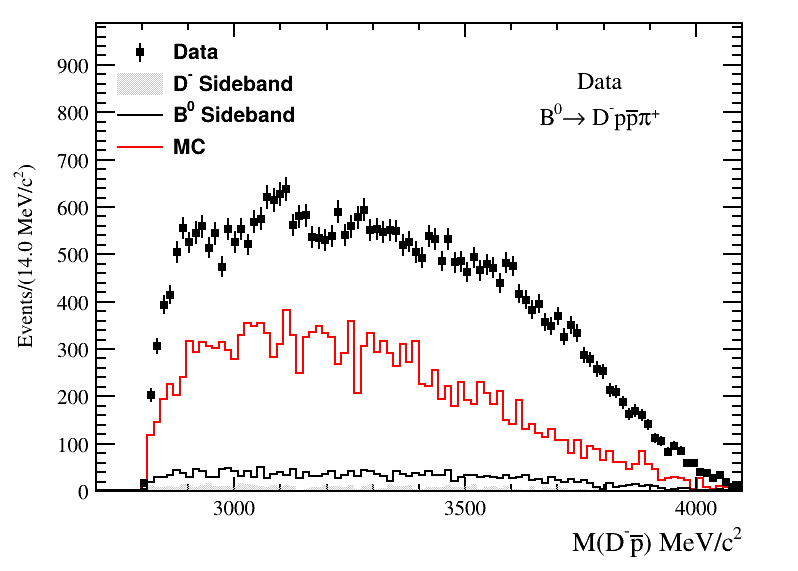 Data
D⁻ Sideband
B⁰ Sideband
MC
Data
B⁰→ D⁻pp̅π⁺
Events/(14.0 MeV/c²)
900
800
700
600
500
400
300
200
100
0
3000 3500 4000
M(D⁻p̅) MeV/c²